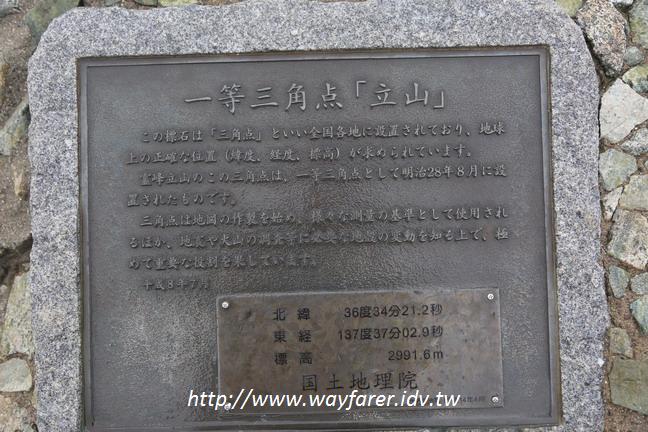 一等三角点「立山」
この標石は「三角点」といい全国各地に設置されており、地球
上の正確な位置（緯度、経度、標高）が求められています。
霊峰立山のこの三角点は、一等三角点として明治28年8月に設
置されたものです。
三角点は地図の作製を始め、様々な測量の基準として使用され
るほか、地震や火山の調査等に必要な地盤の変動を知る上で、極
めて重要な役割を果しています。
平成8年7月
北緯 36度34分21.2秒
東経 137度37分02.9秒
標高 2991.6m
国土地理院
http://www.wayfarer.idv.tw